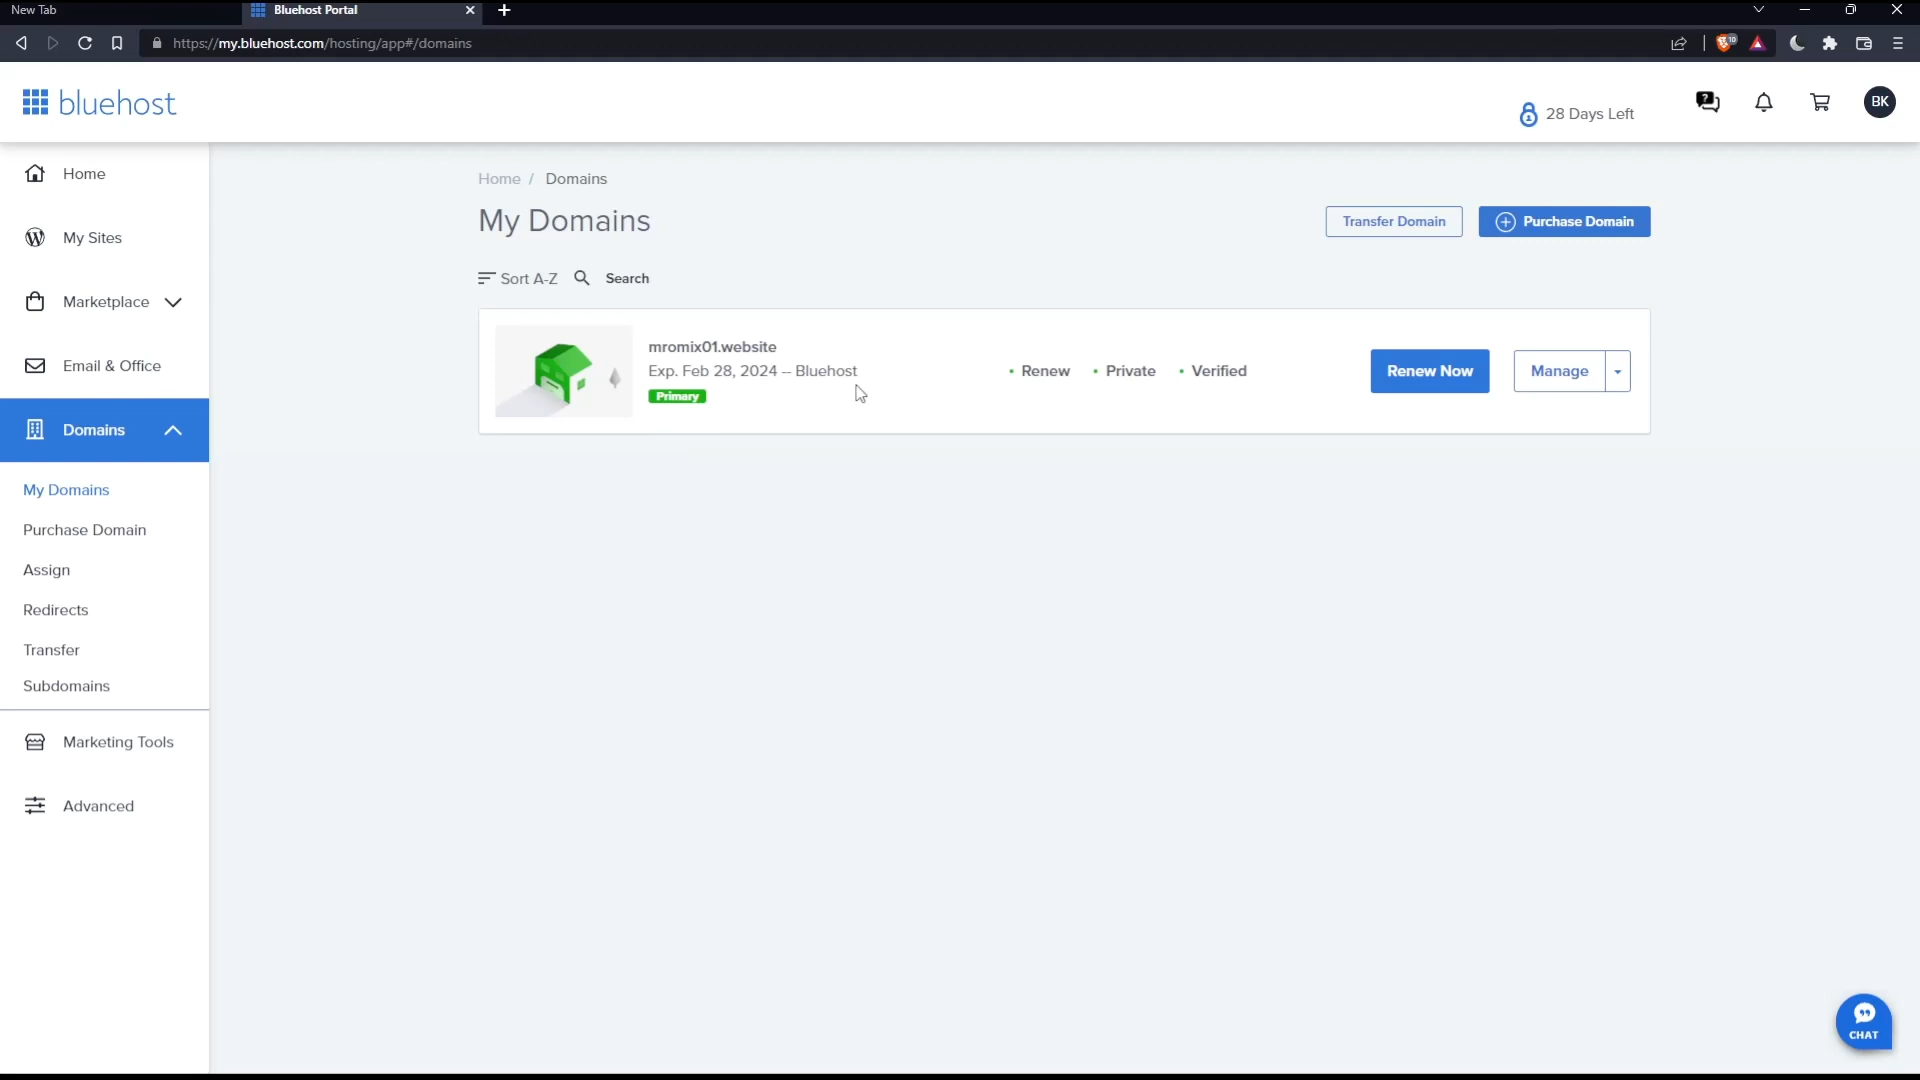 New Tab
Bluehost Portal
https://my.bluehost.com/hosting/app#/domains
10
bluehost
28 Days Left
BK
Home
My Sites
Marketplace
Email & Office
Domains
My Domains
Purchase Domain
Assign
Redirects
Transfer
Subdomains
Marketing Tools
Advanced
Home / Domains
My Domains
Transfer Domain
Purchase Domain
Sort A-Z Search
mromix01.website
Exp. Feb 28, 2024 -- Bluehost
Primary
• Renew • Private • Verified
Renew Now
Manage
CHAT